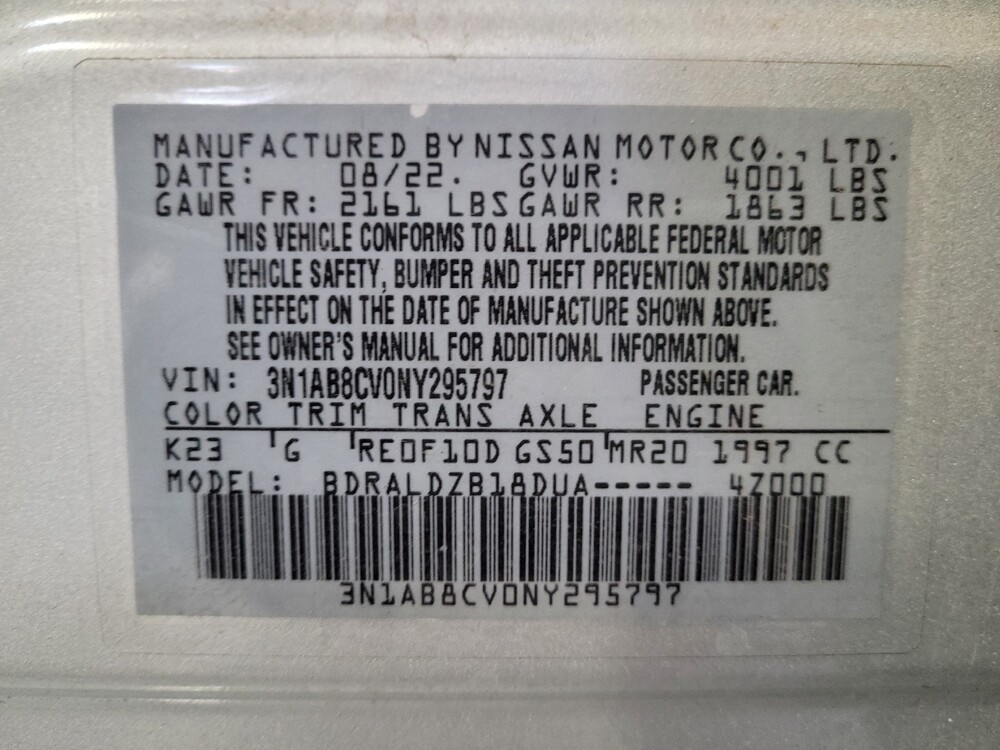 MANUFACTURED BY NISSAN MOTOR CO., LTD.
DATE: 08/22. GVWR: 4001 LBS
GAWR FR: 2161 LBS GAWR RR: 1863 LBS
THIS VEHICLE CONFORMS TO ALL APPLICABLE FEDERAL MOTOR
VEHICLE SAFETY, BUMPER AND THEFT PREVENTION STANDARDS
IN EFFECT ON THE DATE OF MANUFACTURE SHOWN ABOVE.
SEE OWNER'S MANUAL FOR ADDITIONAL INFORMATION.
VIN: 3N1AB8CV0NY295797 PASSENGER CAR.
COLOR TRIM TRANS AXLE ENGINE
K23 G RE0F10D GS50 MR20 1997 CC
MODEL: BDRALDZB18DUA----- 4Z000
3N1AB8CV0NY295797